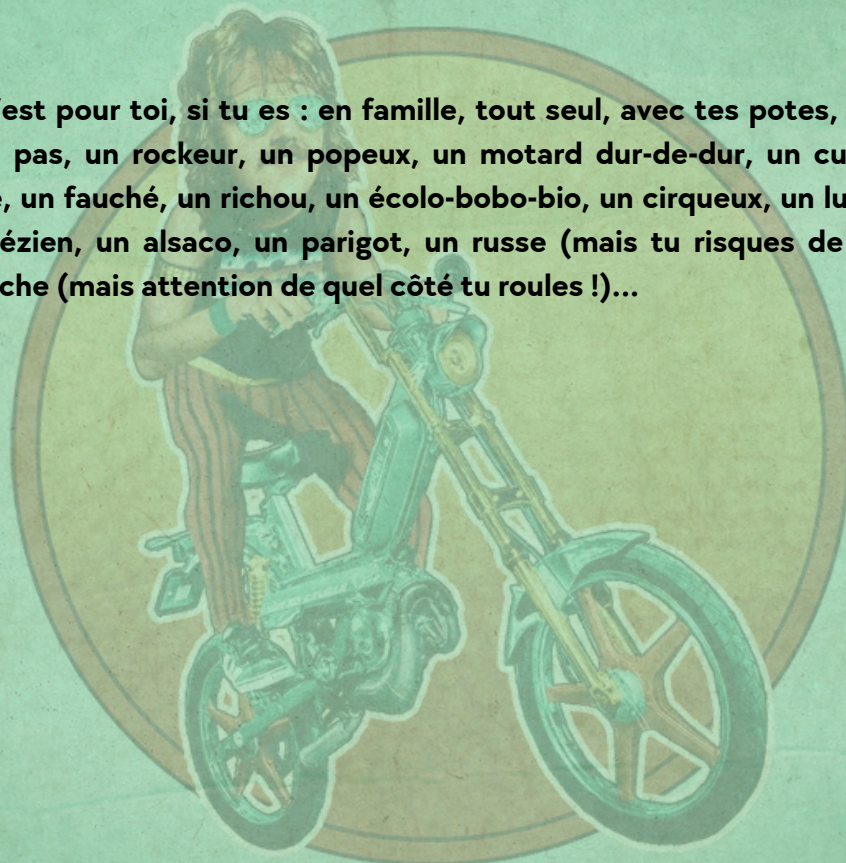 'est pour toi, si tu es : en famille, tout seul, avec tes potes,
pas, un rockeur, un popeux, un motard dur-de-dur, un cu
e, un fauché, un richou, un écolo-bobo-bio, un cirqueux, un lu
ézien, un alsaco, un parigot, un russe (mais tu risques de
che (mais attention de quel côté tu roules !)...